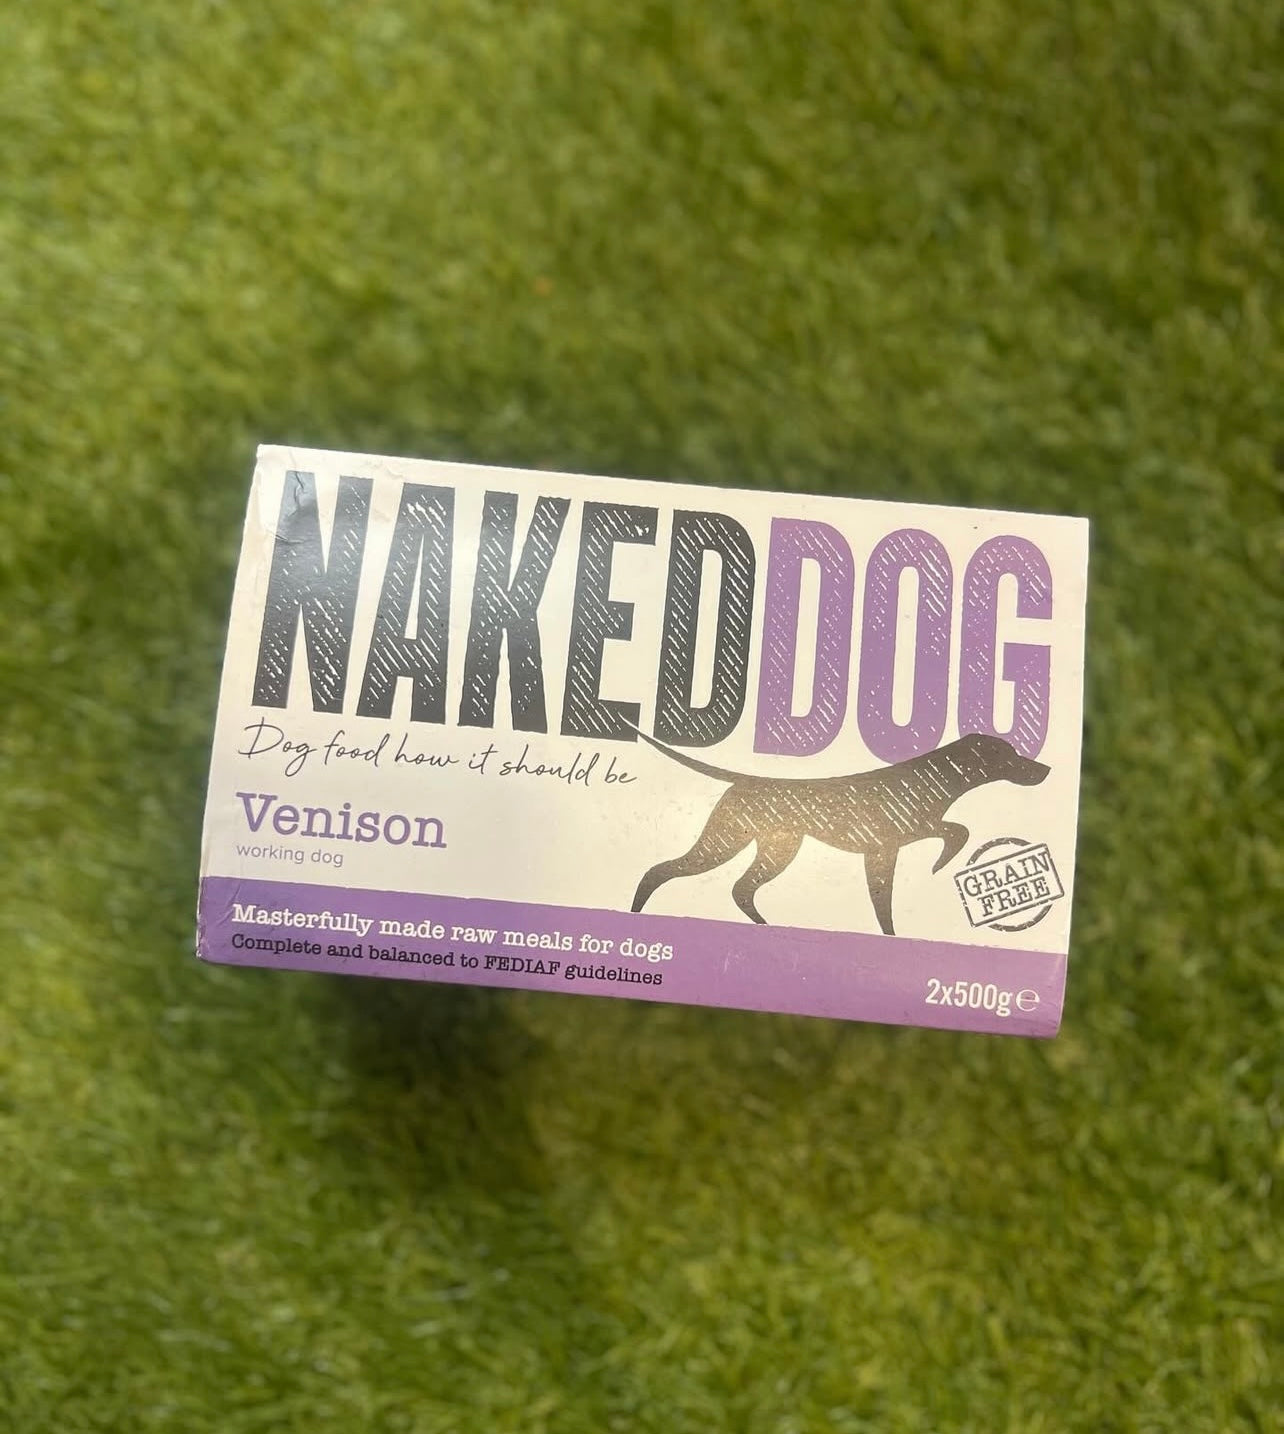 NAKEDDOG
Dog food how it should be
Venison
working dog
GRAIN
FREE
Masterfully made raw meals for dogs
Complete and balanced to FEDIAF guidelines
2x500g℮